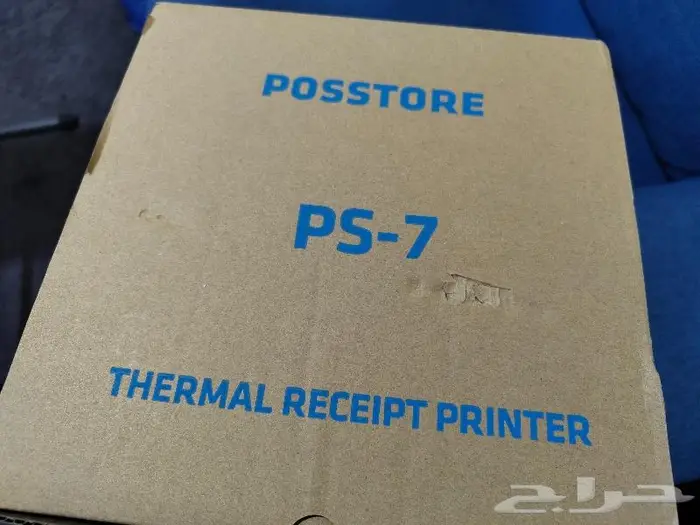 POSSTORE
PS-7
THERMAL RECEIPT PRINTER
حراج